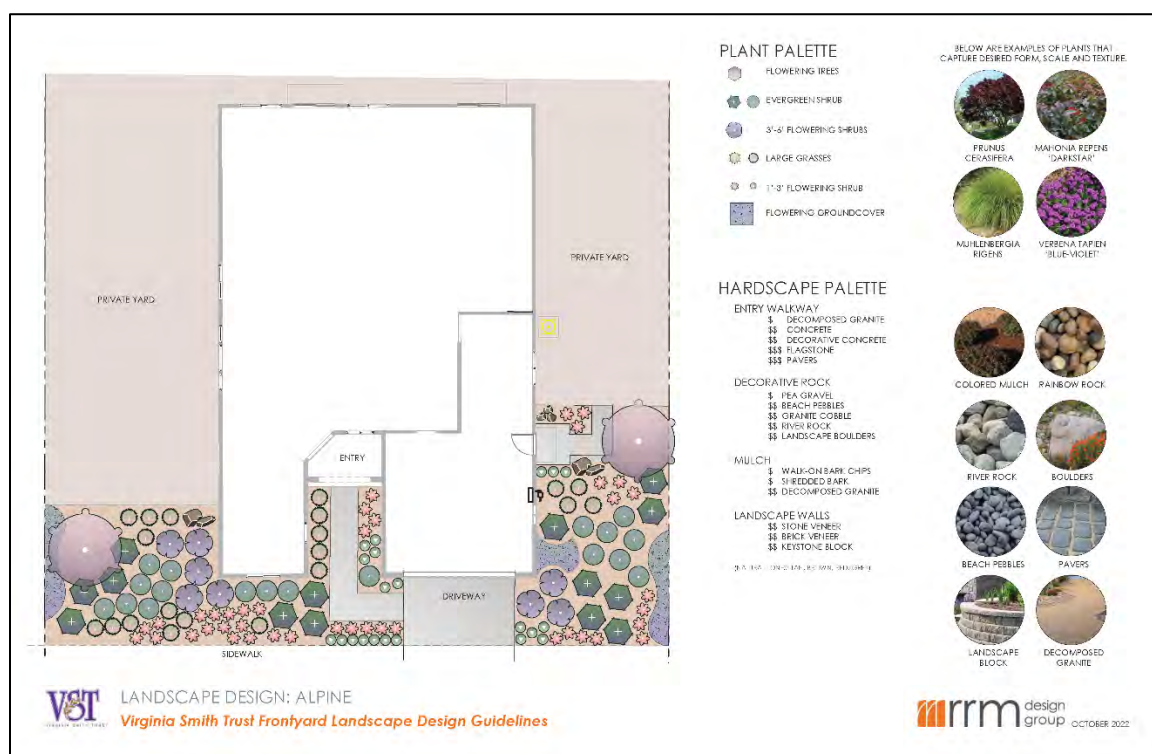 PLANT PALETTE
FLOWERING TREES
EVERGREEN SHRUB
3'-6' FLOWERING SHRUBS
LARGE GRASSES
1'-3' FLOWERING SHRUB
FLOWERING GROUNDCOVER
BELOW ARE EXAMPLES OF PLANTS THAT
CAPTURE DESIRED FORM, SCALE AND TEXTURE.
PRUNUS
CERASIFERA
MAHONIA REPENS
'DARKSTAR'
MUHLENBERGIA
RIGENS
VERBENA TAPIEN
'BLUE-VIOLET'
PRIVATE YARD
PRIVATE YARD
ENTRY
DRIVEWAY
SIDEWALK
HARDSCAPE PALETTE
ENTRY WALKWAY
$ DECOMPOSED GRANITE
$$ CONCRETE
$$ DECORATIVE CONCRETE
$$$ FLAGSTONE
$$$ PAVERS
DECORATIVE ROCK
$ PEA GRAVEL
$$ BEACH PEBBLES
$$ GRANITE COBBLE
$$ RIVER ROCK
$$ LANDSCAPE BOULDERS
MULCH
$ WALK-ON BARK CHIPS
$ SHREDDED BARK
$$ DECOMPOSED GRANITE
LANDSCAPE WALLS
$$ STONE VENEER
$$ BRICK VENEER
$$ KEYSTONE BLOCK
COLORED MULCH
RAINBOW ROCK
RIVER ROCK
BOULDERS
BEACH PEBBLES
PAVERS
LANDSCAPE
BLOCK
DECOMPOSED
GRANITE
VST
VIRGINIA SMITH TRUST
LANDSCAPE DESIGN: ALPINE
Virginia Smith Trust Frontyard Landscape Design Guidelines
rrm design
group
OCTOBER 2022